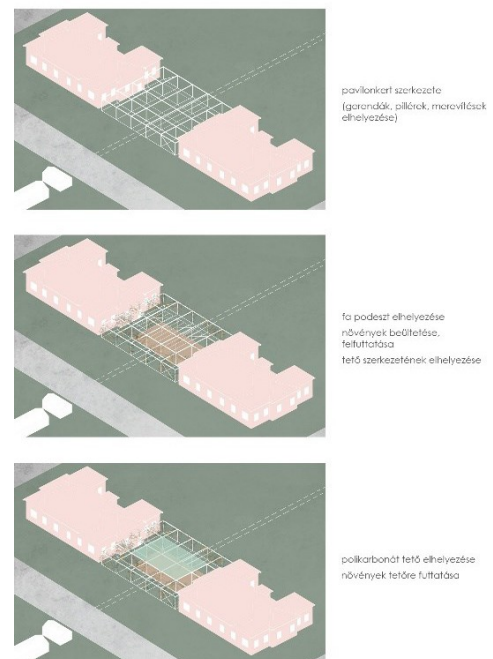 pavilonkert szerkezete
(gerendák, pillérek, merevítések
elhelyezése)
fa podeszt elhelyezése
növények beültetése,
felfuttatása
tető szerkezetének elhelyezése
polikarbonát tető elhelyezése
növények tetőre futtatása